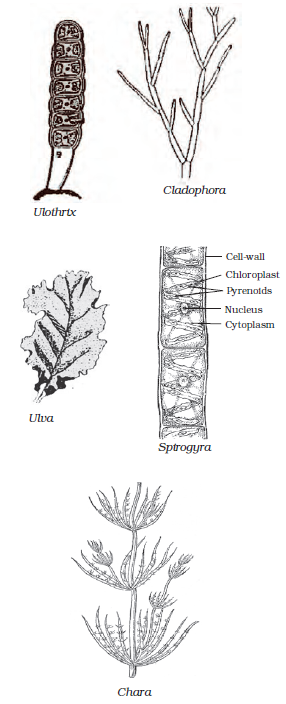 Ulothrix
Cladophora
Cell-wall
Chloroplast
Pyrenoids
Nucleus
Cytoplasm
Ulva
Spirogyra
Chara